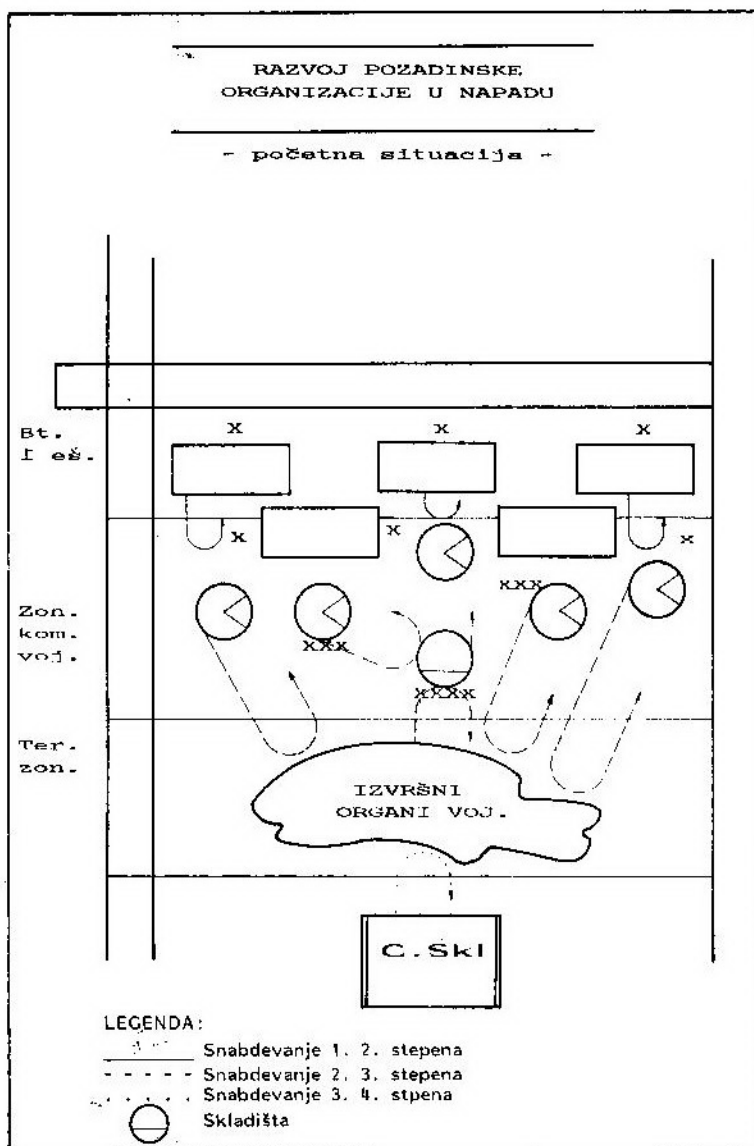 RAZVOJ POZADINSKE
ORGANIZACIJE U NAPADU
- početna situacija -
x x x
Bt.
I eš.
x x x
xxx
Zon.
kom.
voj.
xxx
xxxx
Ter.
zon.
IZVRŠNI
ORGANI VOJ.
C.Skl
LEGENDA:
Snabdevanje 1. 2. stepena
Snabdevanje 2. 3. stepena
Snabdevanje 3. 4. stpena
Skladišta